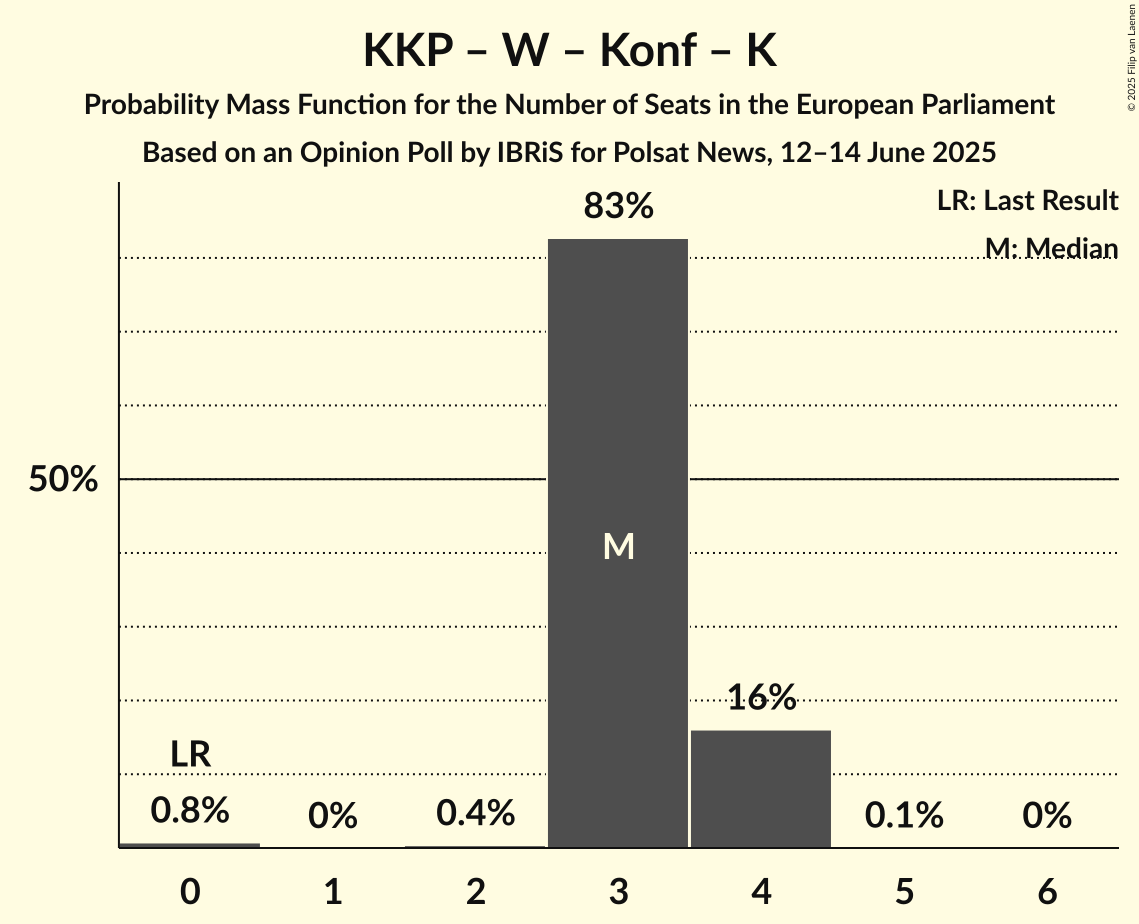 KKP – W – Konf – K
Probability Mass Function for the Number of Seats in the European Parliament
Based on an Opinion Poll by IBRiS for Polsat News, 12–14 June 2025
© 2025 Filip van Laenen
LR: Last Result
M: Median
83%
50%
M
16%
LR
0.8%
0%
0.4%
0.1%
0%
0
1
2
3
4
5
6